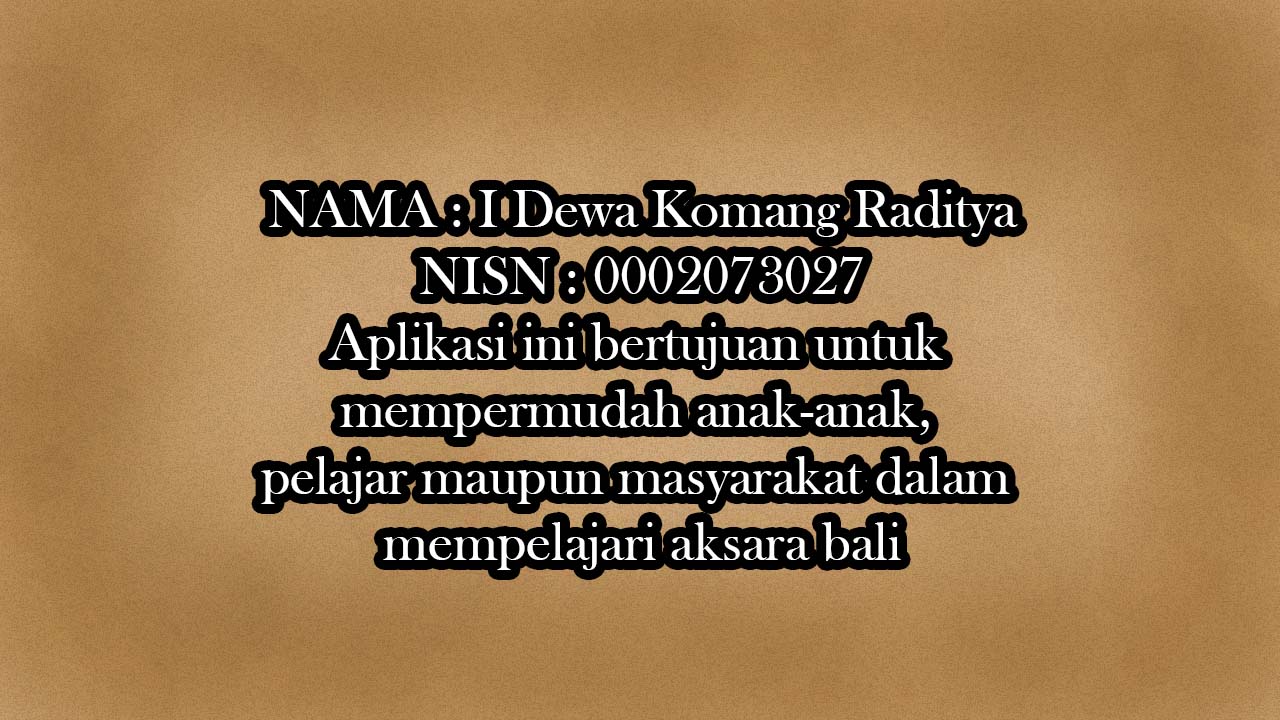 NAMA : I Dewa Komang Raditya
NISN : 0002073027
Aplikasi ini bertujuan untuk
mempermudah anak-anak,
pelajar maupun masyarakat dalam
mempelajari aksara bali